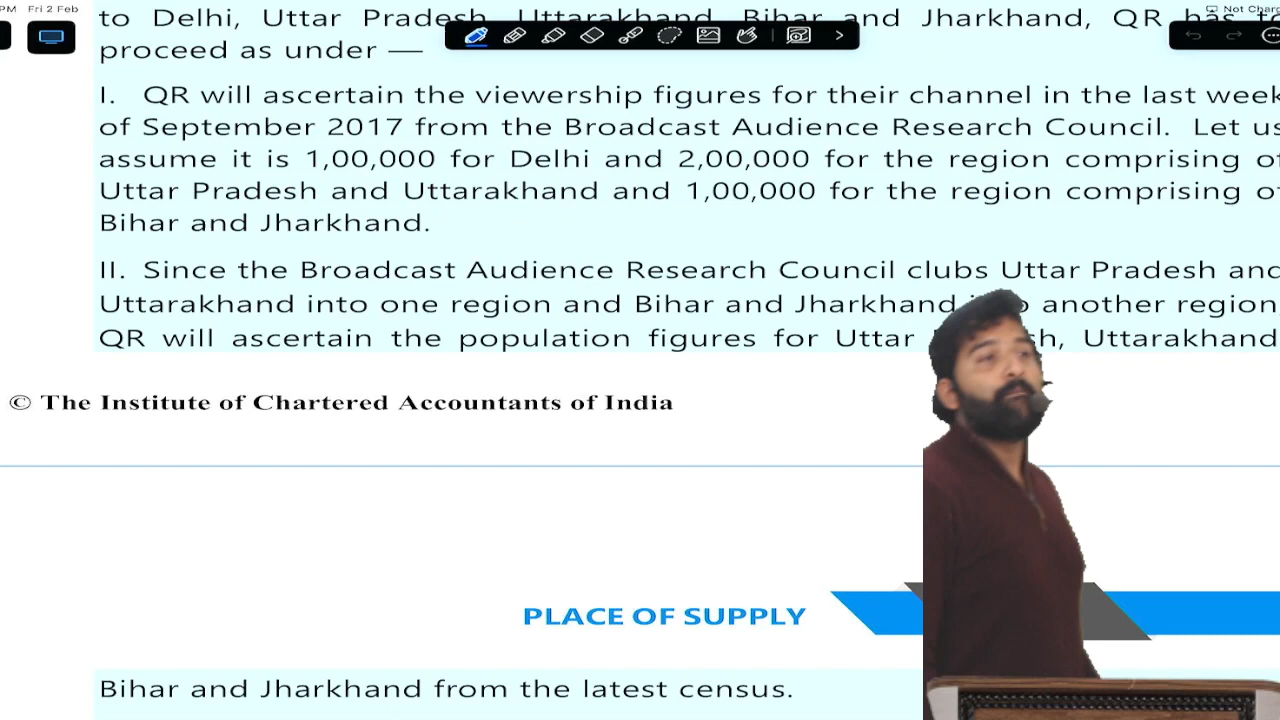 PM Fri 2 Feb
Not Charg
to Delhi, Uttar Pradesh, Uttarakhand, Bihar and Jharkhand, QR has to
proceed as under —
I. QR will ascertain the viewership figures for their channel in the last week
of September 2017 from the Broadcast Audience Research Council. Let us
assume it is 1,00,000 for Delhi and 2,00,000 for the region comprising of
Uttar Pradesh and Uttarakhand and 1,00,000 for the region comprising of
Bihar and Jharkhand.
II. Since the Broadcast Audience Research Council clubs Uttar Pradesh and
Uttarakhand into one region and Bihar and Jharkhand another region
QR will ascertain the population figures for Uttar h, Uttarakhand
© The Institute of Chartered Accountants of India
PLACE OF SUPPLY
Bihar and Jharkhand from the latest census.